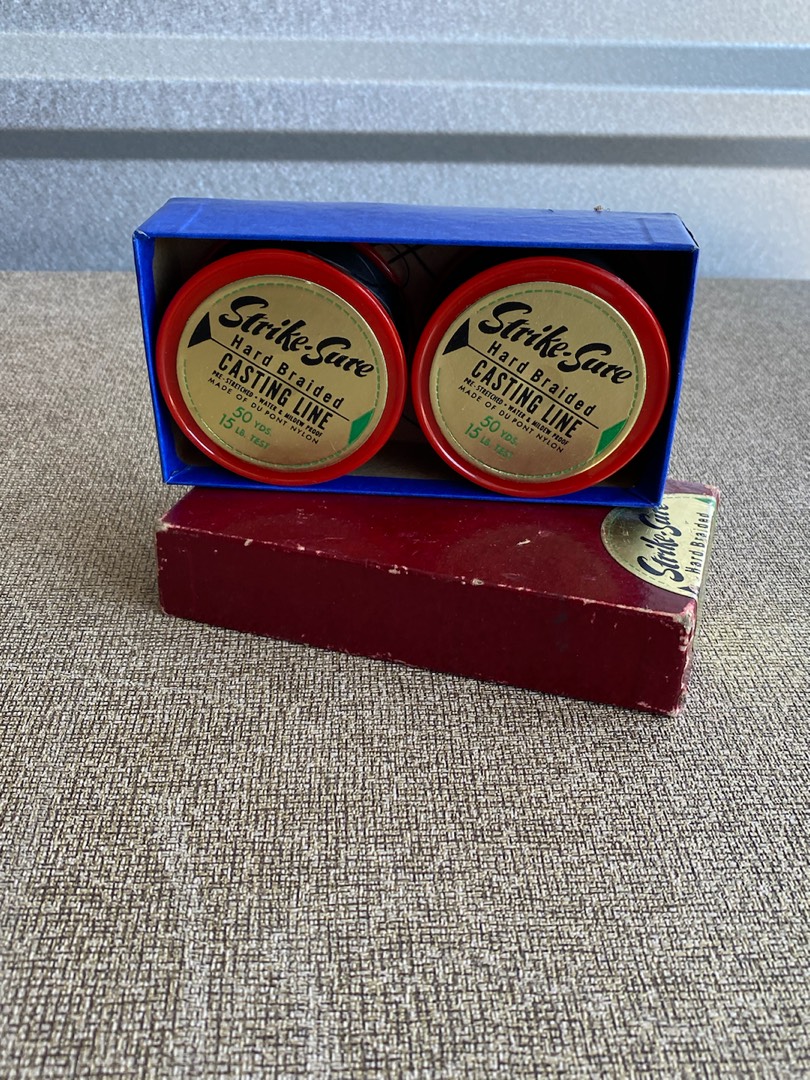 Strike-Sure
Hard Braided
CASTING LINE
PRE-STRETCHED • WATER & MILDEW PROOF
MADE OF DU PONT NYLON
50 YDS.
15 LB. TEST
Strike-Sure
Hard Braided
CASTING LINE
PRE-STRETCHED • WATER & MILDEW PROOF
MADE OF DU PONT NYLON
50 YDS.
15 LB. TEST
Strike-Sure
Hard Braided